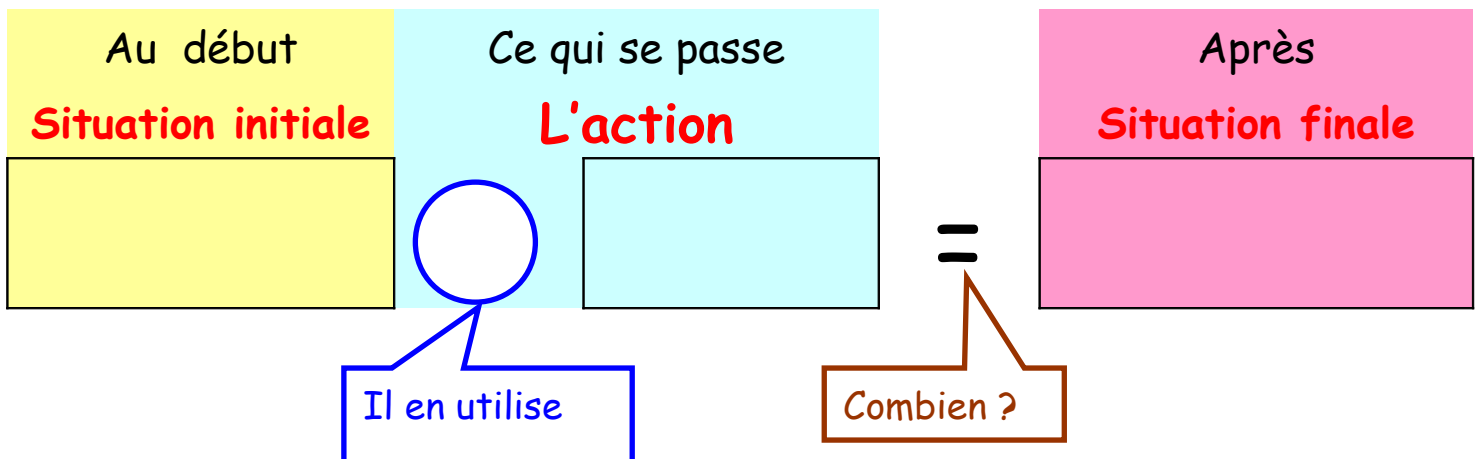 Au début
Situation initiale
Ce qui se passe
L'action
=
Après
Situation finale
Il en utilise
Combien ?